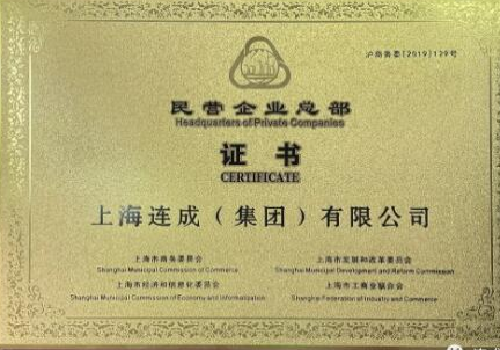 沪商总委[2019]129号
民营企业总部
Headquarters of Private Companies
证书
CERTIFICATE
上海连成（集团）有限公司
上海市商务委员会
Shanghai Municipal Commission of Commerce
上海市发展和改革委员会
Shanghai Municipal Development and Reform Commission
上海市经济和信息化委员会
Shanghai Municipal Commission of Economy and Informatization
上海市工商业联合会
Shanghai Federation of Industry and Commerce